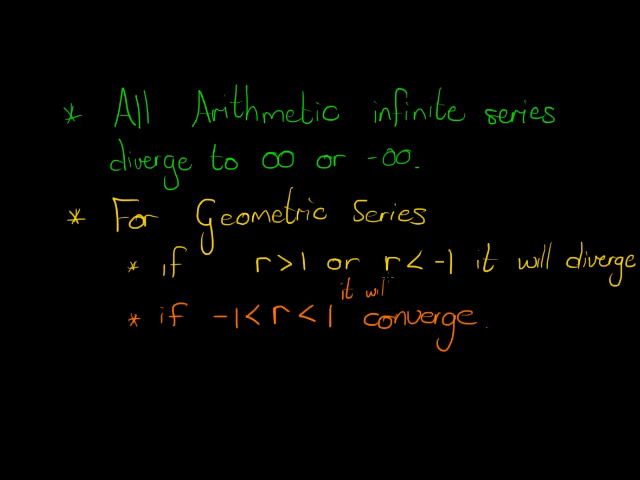 * All Arithmetic infinite series
diverge to ∞ or -∞.
* For Geometric Series
* if r > 1 or r < -1 it will diverge
it will
* if -1 < r < 1 converge.